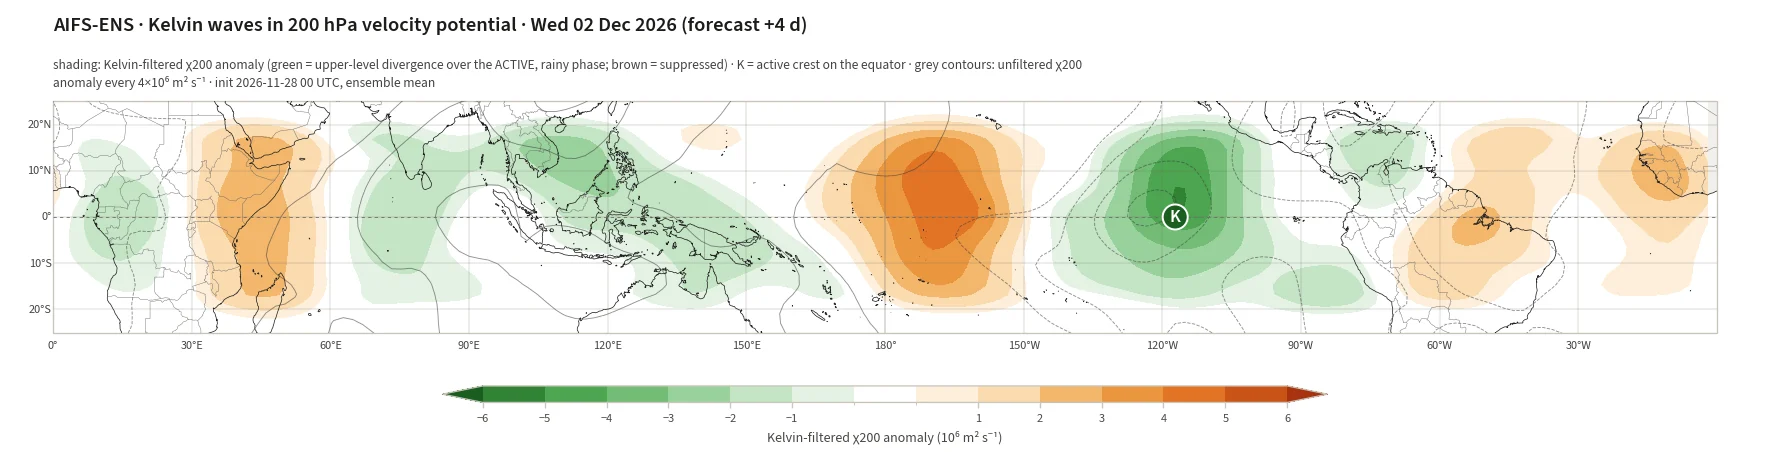 AIFS-ENS · Kelvin waves in 200 hPa velocity potential · Wed 02 Dec 2026 (forecast +4 d)
shading: Kelvin-filtered χ200 anomaly (green = upper-level divergence over the ACTIVE, rainy phase; brown = suppressed) · K = active crest on the equator · grey contours: unfiltered χ200
anomaly every 4×10⁶ m² s⁻¹ · init 2026-11-28 00 UTC, ensemble mean
20°N
10°N
0°
10°S
20°S
K
0° 30°E 60°E 90°E 120°E 150°E 180° 150°W 120°W 90°W 60°W 30°W
−6 −5 −4 −3 −2 −1 1 2 3 4 5 6
Kelvin-filtered χ200 anomaly (10⁶ m² s⁻¹)